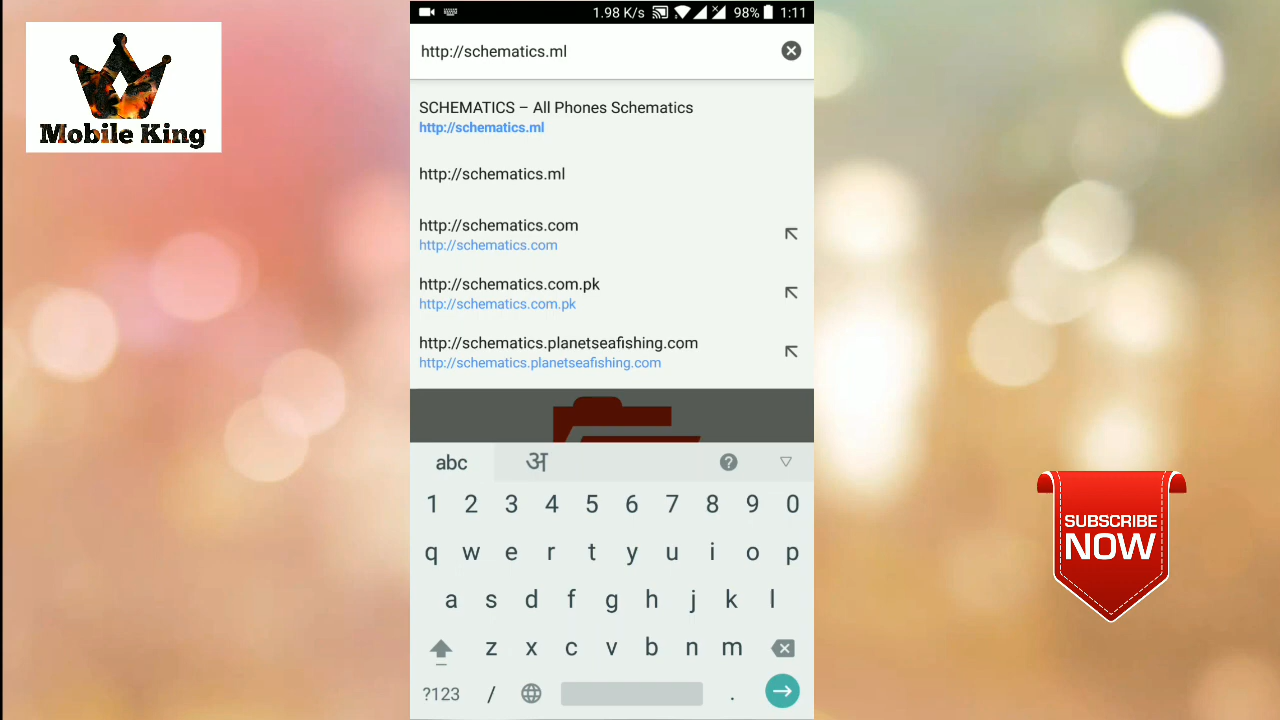 Mobile King
1.98 K/s 98% 1:11
http://schematics.ml
SCHEMATICS – All Phones Schematics
http://schematics.ml
http://schematics.ml
http://schematics.com
http://schematics.com
http://schematics.com.pk
http://schematics.com.pk
http://schematics.planetseafishing.com
http://schematics.planetseafishing.com
abc अ ?
1 2 3 4 5 6 7 8 9 0
q w e r t y u i o p
a s d f g h j k l
z x c v b n m
?123 / .
SUBSCRIBE
NOW